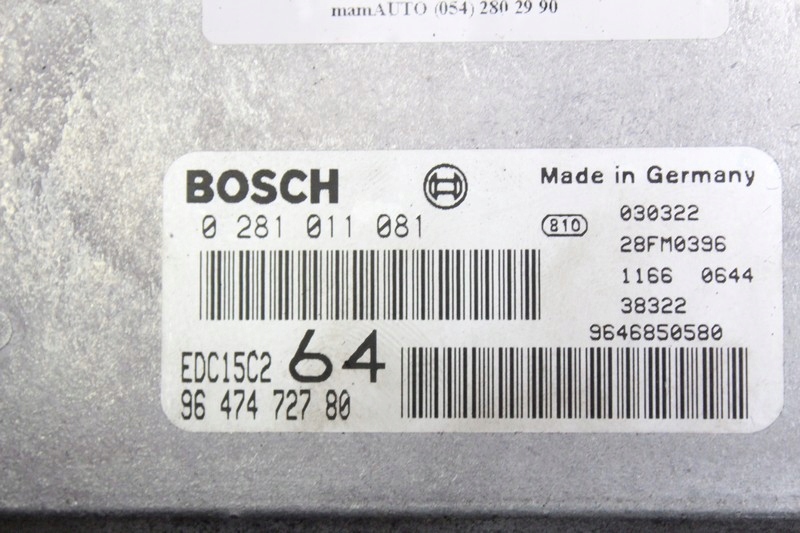 mamAUTO (054) 280 29 90
BOSCH
Made in Germany
0 281 011 081
810
030322
28FM0396
1166 0644
38322
9646850580
EDC15C2 64
96 474 727 80